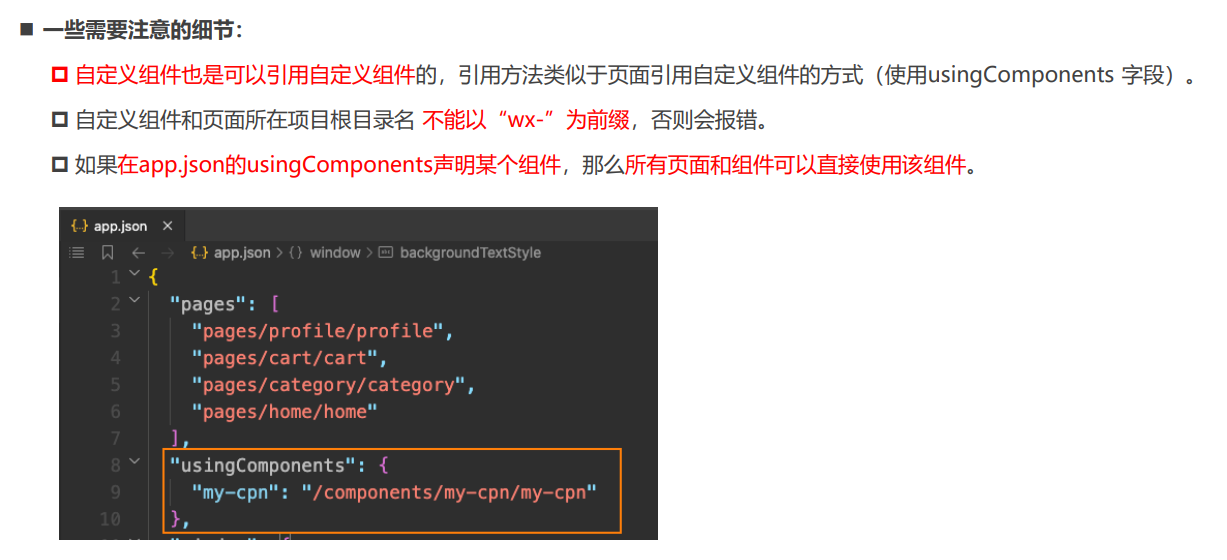 一些需要注意的细节：
自定义组件也是可以引用自定义组件的，引用方法类似于页面引用自定义组件的方式（使用usingComponents 字段）。
自定义组件和页面所在项目根目录名 不能以“wx-”为前缀，否则会报错。
如果在app.json的usingComponents声明某个组件，那么所有页面和组件可以直接使用该组件。
{..} app.json ×
{..} app.json > {} window > backgroundTextStyle
1 {
2 "pages": [
3 "pages/profile/profile",
4 "pages/cart/cart",
5 "pages/category/category",
6 "pages/home/home"
7 ],
8 "usingComponents": {
9 "my-cpn": "/components/my-cpn/my-cpn"
10 },